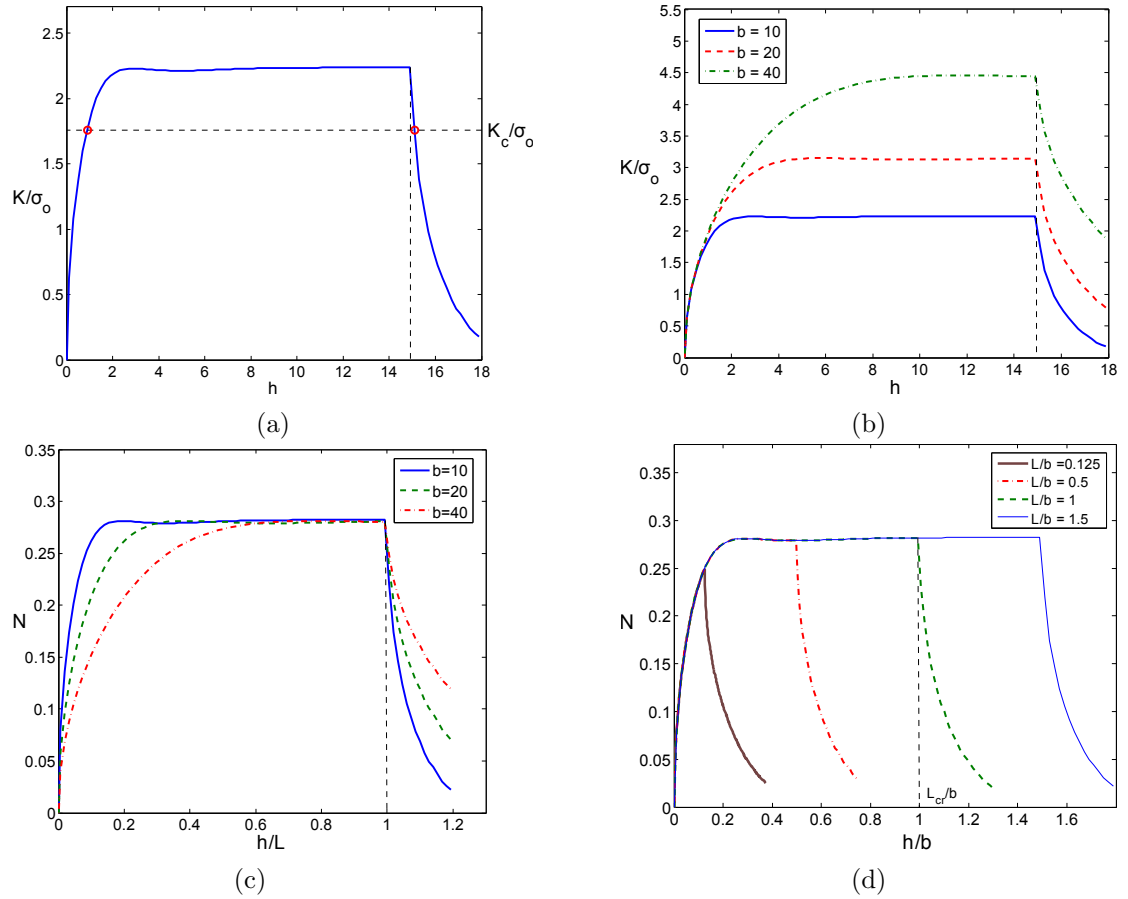 2.5
2
1.5
K/σo
1
0.5
0
0 2 4 6 8 10 12 14 16 18
h
Kc/σo
(a)
5
4.5
4
3.5
3
K/σo
2.5
2
1.5
1
0.5
0
0 2 4 6 8 10 12 14 16 18
h
b = 10
b = 20
b = 40
(b)
0.35
0.3
0.25
0.2
N
0.15
0.1
0.05
0
0 0.2 0.4 0.6 0.8 1 1.2
h/L
b=10
b=20
b=40
(c)
0.35
0.3
0.25
0.2
N
0.15
0.1
0.05
0
0 0.2 0.4 0.6 0.8 1 1.2 1.4 1.6
h/b
L/b =0.125
L/b = 0.5
L/b = 1
L/b = 1.5
Lcr/b
(d)